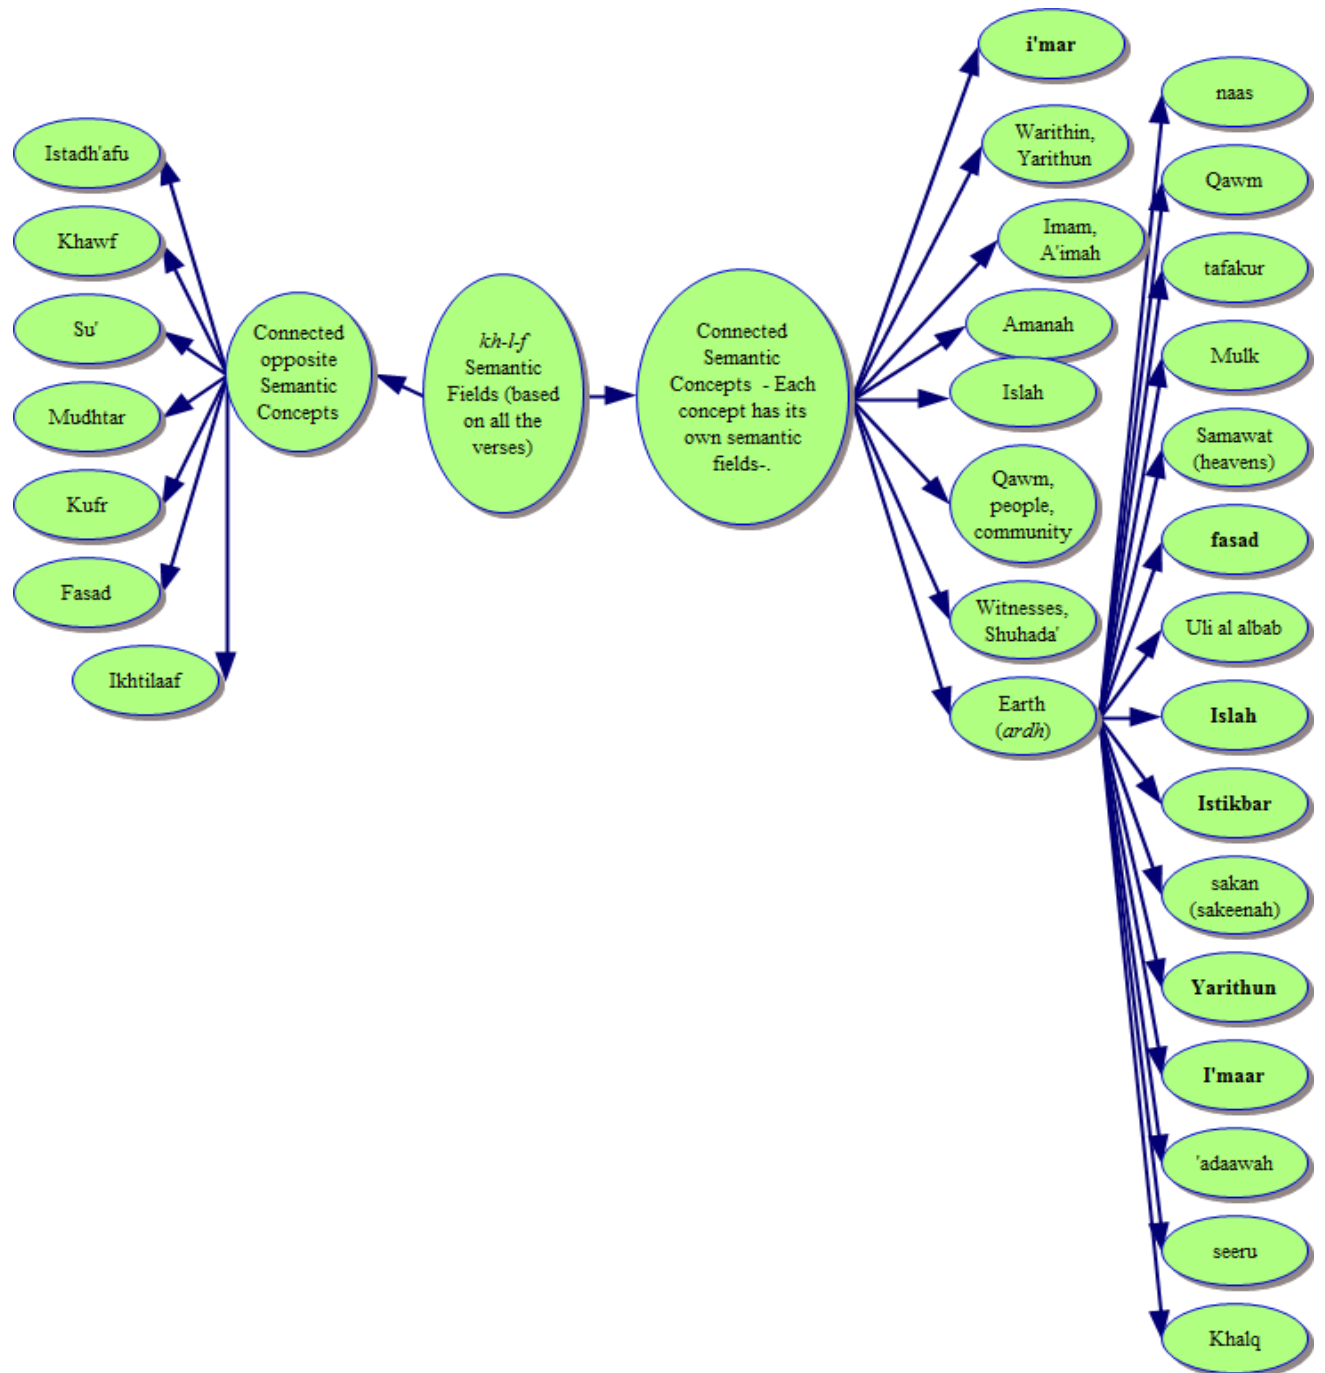 Istadh'afu
Khawf
Su'
Mudhtar
Kufr
Fasad
Ikhtilaaf
Connected
opposite
Semantic
Concepts
kh-l-f
Semantic
Fields (based
on all the
verses)
Connected
Semantic
Concepts - Each
concept has its
own semantic
fields-.
i'mar
Warithin,
Yarithun
Imam,
A'imah
Amanah
Islah
Qawm,
people,
community
Witnesses,
Shuhada'
Earth
(ardh)
naas
Qawm
tafakur
Mulk
Samawat
(heavens)
fasad
Uli al albab
Islah
Istikbar
sakan
(sakeenah)
Yarithun
I'maar
'adaawah
seeru
Khalq